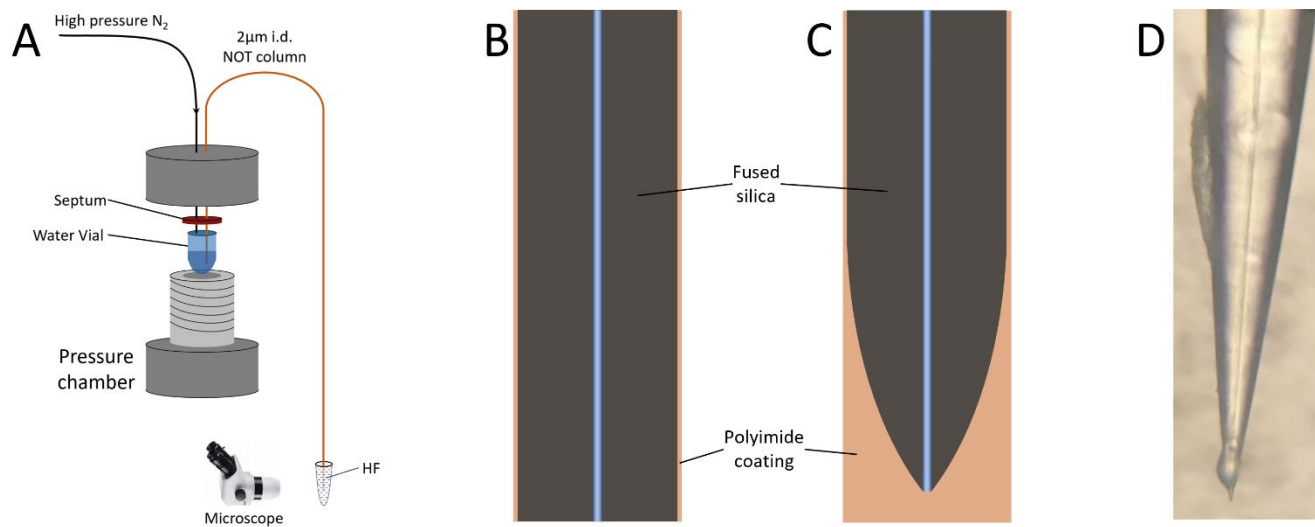 A
High pressure N₂
2µm i.d.
NOT column
Septum
Water Vial
Pressure
chamber
HF
Microscope
B
Fused
silica
Polyimide
coating
C
D